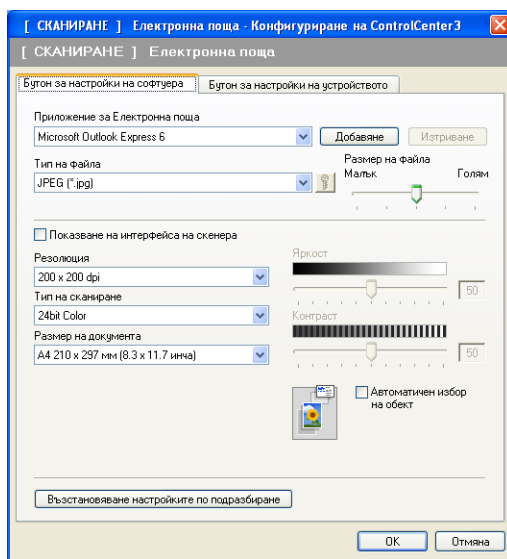 [ СКАНИРАНЕ ] Електронна поща - Конфигуриране на ControlCenter3
[ СКАНИРАНЕ ] Електронна поща
Бутон за настройки на софтуера Бутон за настройки на устройството
Приложение за Електронна поща
Microsoft Outlook Express 6 Добавяне Изтриване
Тип на файла Размер на файла
JPEG (*.jpg) Малък Голям
Показване на интерфейса на скенера
Резолюция Яркост
200 x 200 dpi 50
Тип на сканиране
24bit Color Контраст
Размер на документа
A4 210 x 297 мм (8.3 x 11.7 инча) 50
Автоматичен избор
на обект
Възстановяване настройките по подразбиране
OK Отмяна